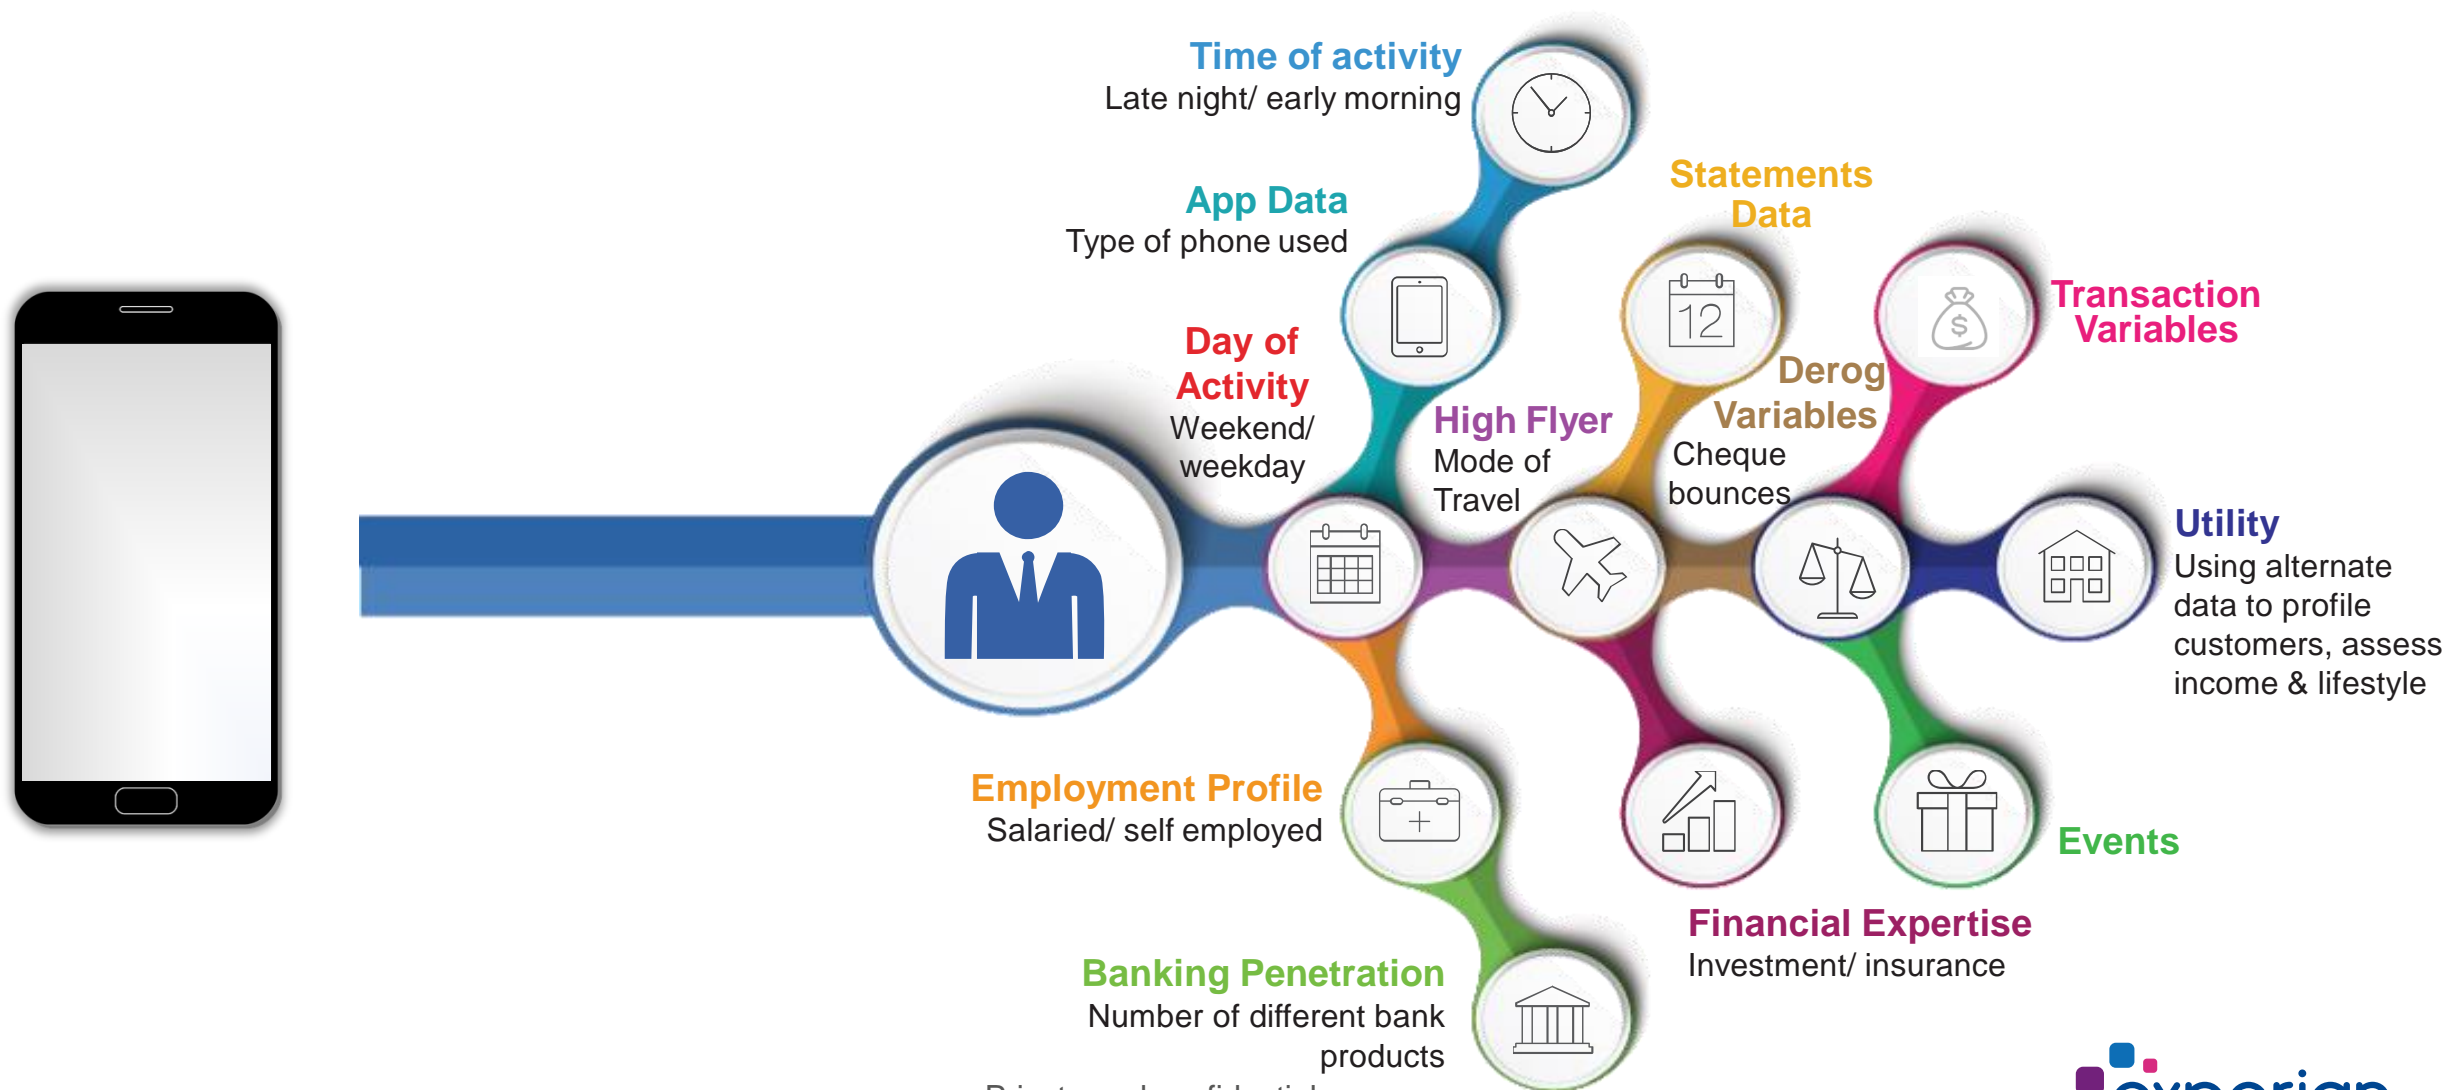 Time of activity
Late night/ early morning
App Data
Type of phone used
Statements
Data
12
$
Transaction
Variables
Day of
Activity
Weekend/
weekday
High Flyer
Mode of
Travel
Derog
Variables
Cheque
bounces
Utility
Using alternate
data to profile
customers, assess
income & lifestyle
Employment Profile
Salaried/ self employed
Events
Financial Expertise
Investment/ insurance
Banking Penetration
Number of different bank
products
experian